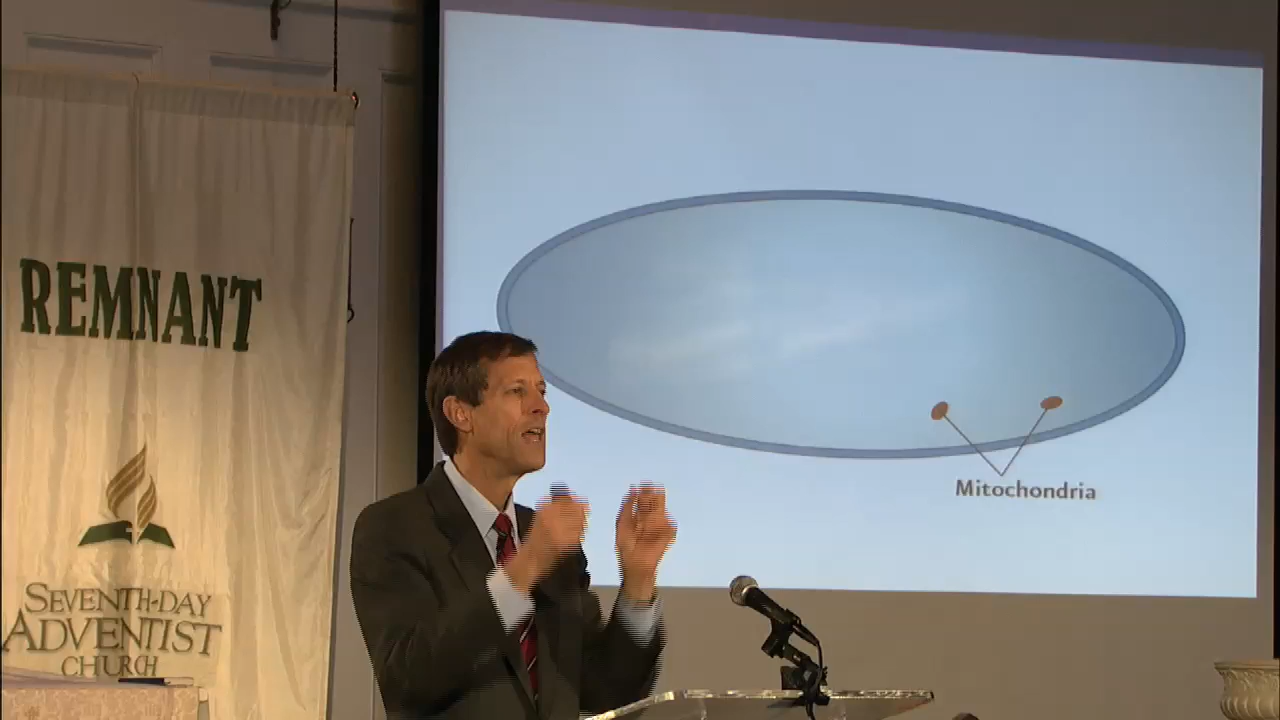 REMNANT
SEVENTH-DAY
ADVENTIST
CHURCH
Mitochondria